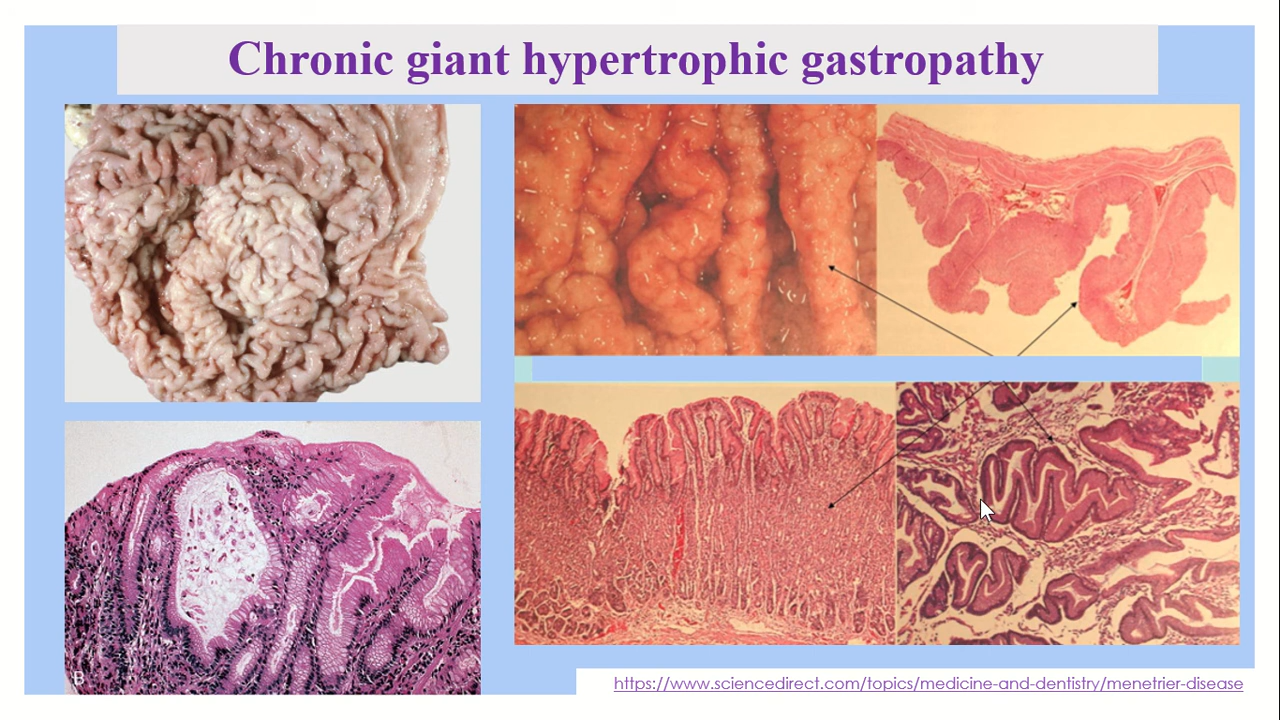 Chronic giant hypertrophic gastropathy
B
https://www.sciencedirect.com/topics/medicine-and-dentistry/menetrier-disease